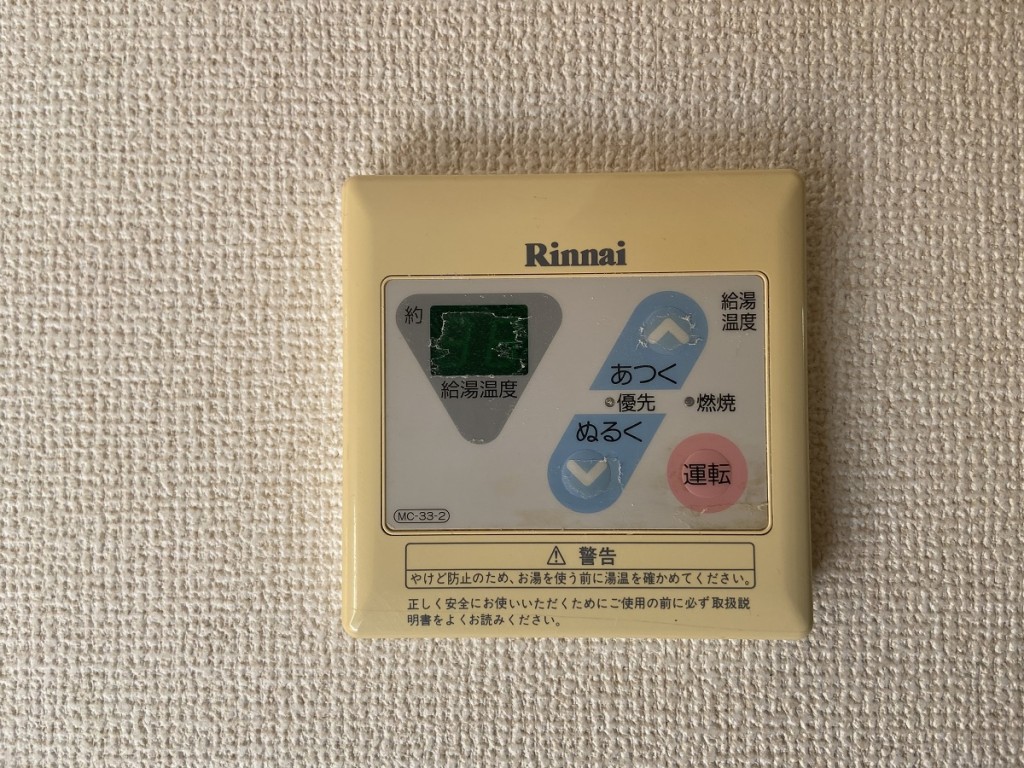 Rinnai
約
給湯温度
給湯
温度
あつく
優先
燃焼
ぬるく
運転
MC-33-2
警告
やけど防止のため、お湯を使う前に湯温を確かめてください。
正しく安全にお使いいただくためにご使用の前に必ず取扱説
明書をよくお読みください。